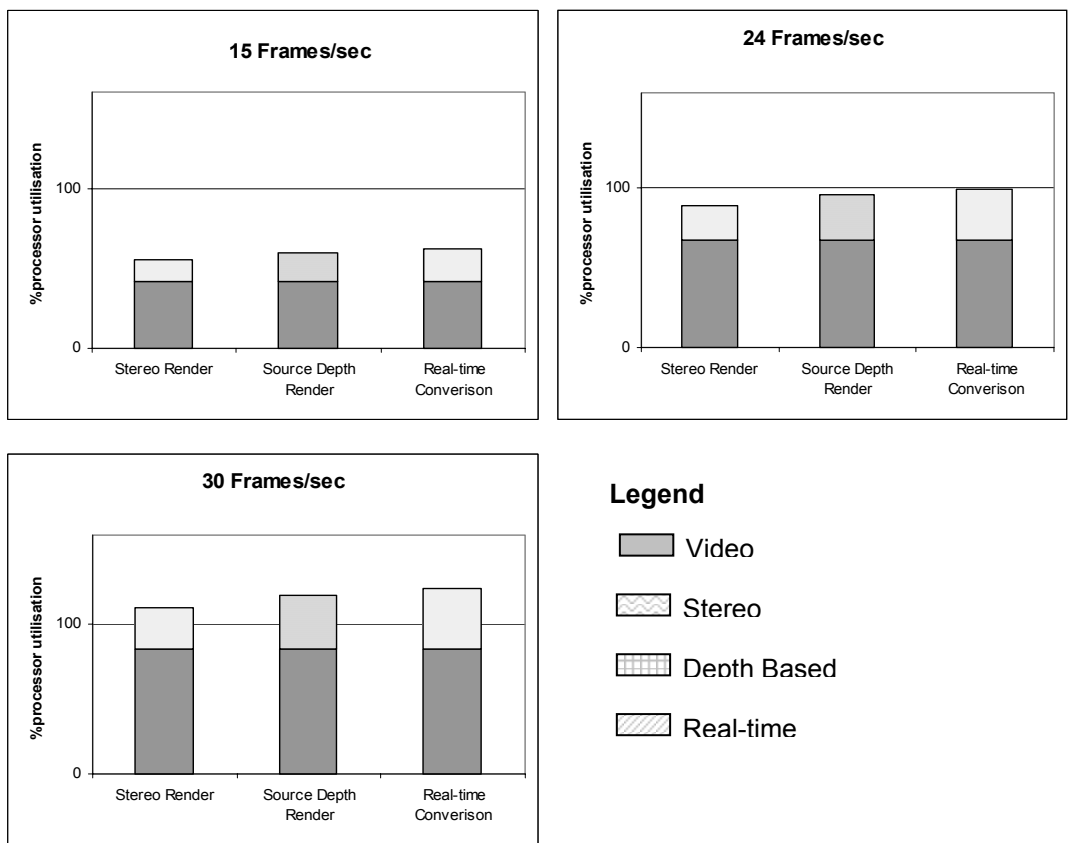 15 Frames/sec
%processor utilisation
100
0
Stereo Render
Source Depth
Render
Real-time
Converison
24 Frames/sec
%processor utilisation
100
0
Stereo Render
Source Depth
Render
Real-time
Converison
30 Frames/sec
%processor utilisation
100
0
Stereo Render
Source Depth
Render
Real-time
Converison
Legend
Video
Stereo
Depth Based
Real-time